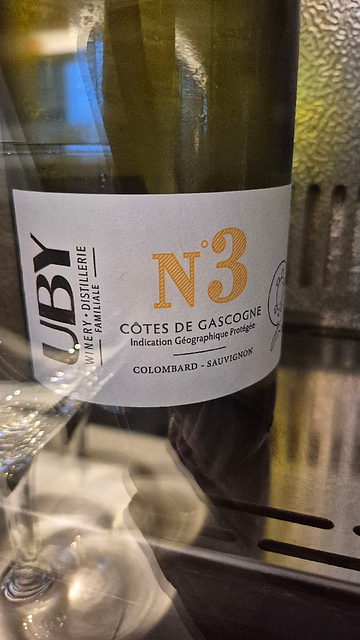 UBY
WINERY • DISTILLERIE
FAMILIALE
N°3
CÔTES DE GASCOGNE
Indication Géographique Protégée
COLOMBARD - SAUVIGNON